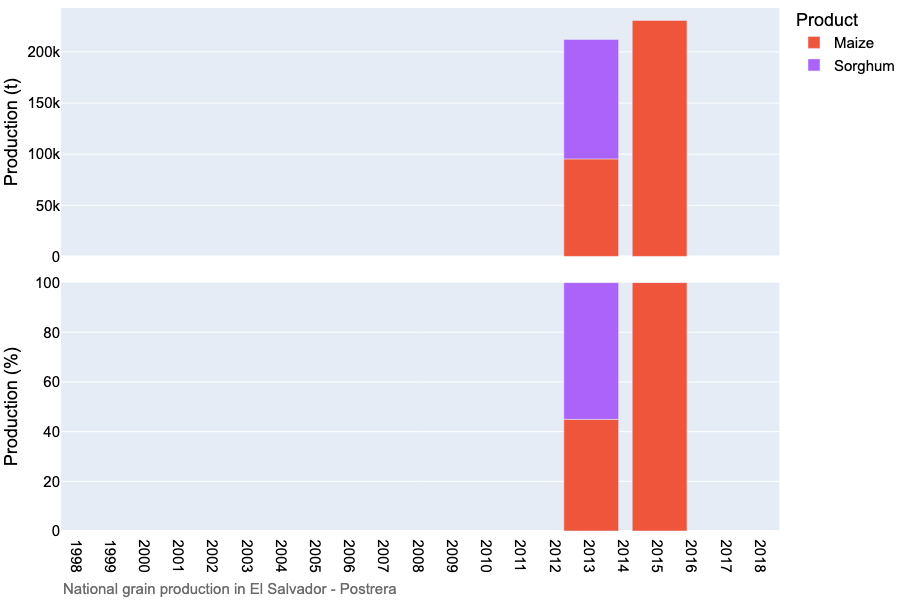 Product
Maize
Sorghum
Production (t)
200k
150k
100k
50k
0
Production (%)
100
80
60
40
20
0
1998
1999
2000
2001
2002
2003
2004
2005
2006
2007
2008
2009
2010
2011
2012
2013
2014
2015
2016
2017
2018
National grain production in El Salvador - Postrera